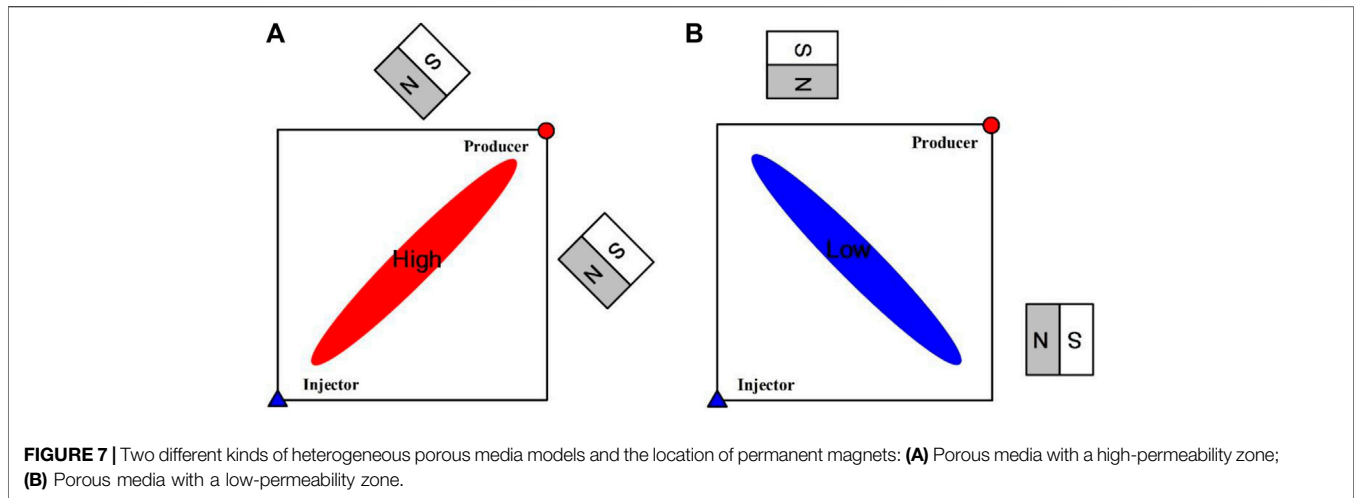 A
S
N
Producer
High
S
N
Injector
B
S
N
Producer
Low
N S
Injector
FIGURE 7 | Two different kinds of heterogeneous porous media models and the location of permanent magnets: (A) Porous media with a high-permeability zone;
(B) Porous media with a low-permeability zone.